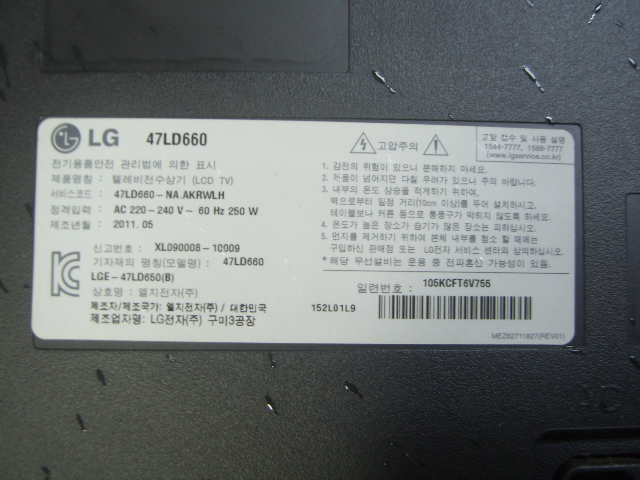 LG 47LD660
전기용품안전 관리법에 의한 표시
제품명칭 : 텔레비전수상기 (LCD TV)
서비스코드 : 47LD660-NA.AKRWLH
정격입력 : AC 220-240 V~ 60 Hz 250 W
제조년월 : 2011.05
신고번호: XL090008-10009
기자재의 명칭(모델명): 47LD660
LGE-47LD650(B)
상호명: 엘지전자(주)
제조자/제조국가: 엘지전자(주) / 대한민국
제조업자명: LG전자(주) 구미3공장
152L01L9
고압주의
고장 접수 및 사용 설명
1544-7777, 1588-7777
(www.lgservice.co.kr)
1. 감전의 위험이 있으니 분해하지 마십시오.
2. 제품이 넘어지면 다칠 우려가 있으니 주의 바랍니다.
3. 내부의 온도 상승을 적게하기 위하여,
벽으로부터 일정 거리(10cm 이상)를 두어 설치하고,
테이블보나 커튼 등으로 통풍구가 막히지 않도록 하십시오.
4. 온도가 높은 장소와 습기가 많은 장소는 피하십시오.
5. 먼지를 제거하기 위하여 본체 내부를 청소 할 때에는
구입하신 판매점 또는 LG전자 서비스 센터와 상의하십시오.
* 해당 무선설비는 운용 중 전파혼신 가능성이 있음.
일련번호 : 105KCFT6V755
MEZ62711827(REV01)